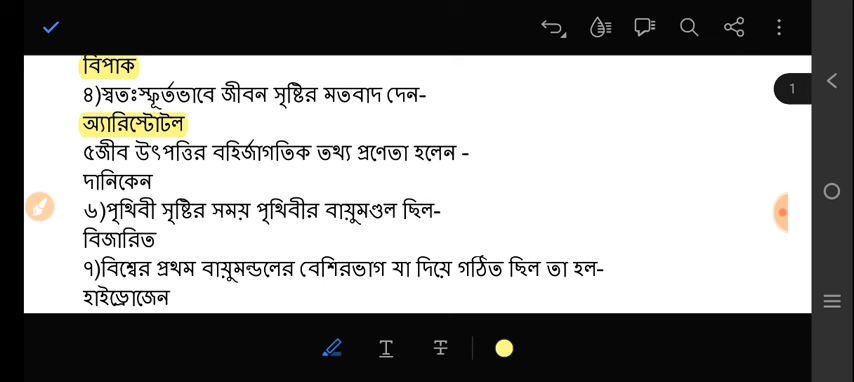 বিপাক
৪)স্বতঃস্ফূর্তভাবে জীবন সৃষ্টির মতবাদ দেন-
অ্যারিস্টোটল
৫জীব উৎপত্তির বহির্জাগতিক তথ্য প্রণেতা হলেন -
দানিকেন
৬)পৃথিবী সৃষ্টির সময় পৃথিবীর বায়ুমণ্ডল ছিল-
বিজারিত
৭)বিশ্বের প্রথম বায়ুমন্ডলের বেশিরভাগ যা দিয়ে গঠিত ছিল তা হল-
হাইড্রোজেন
1
T
T